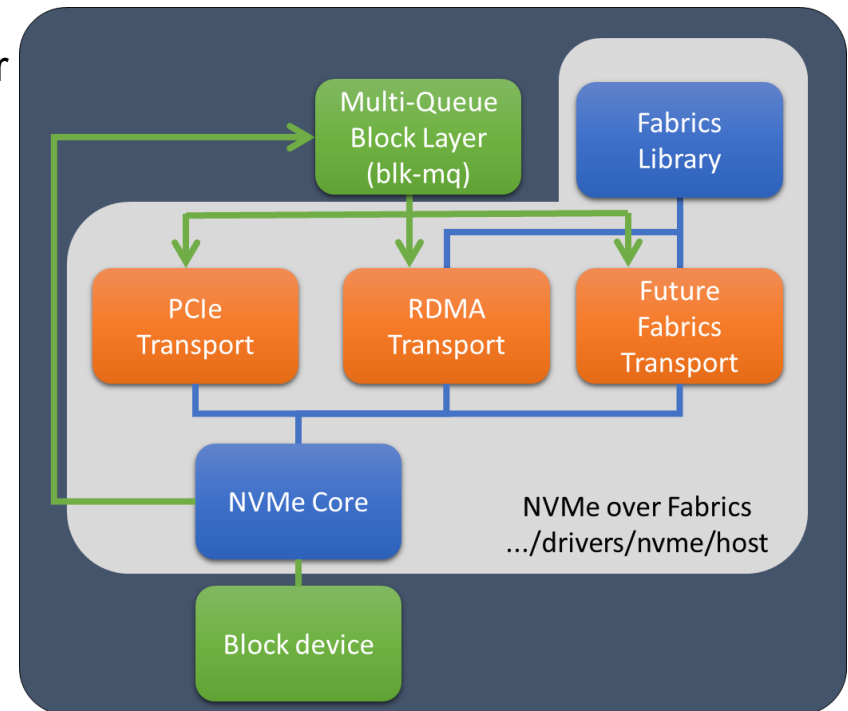 r
Multi-Queue
Block Layer
(blk-mq)
Fabrics
Library
PCIe
Transport
RDMA
Transport
Future
Fabrics
Transport
NVMe Core
NVMe over Fabrics
.../drivers/nvme/host
Block device